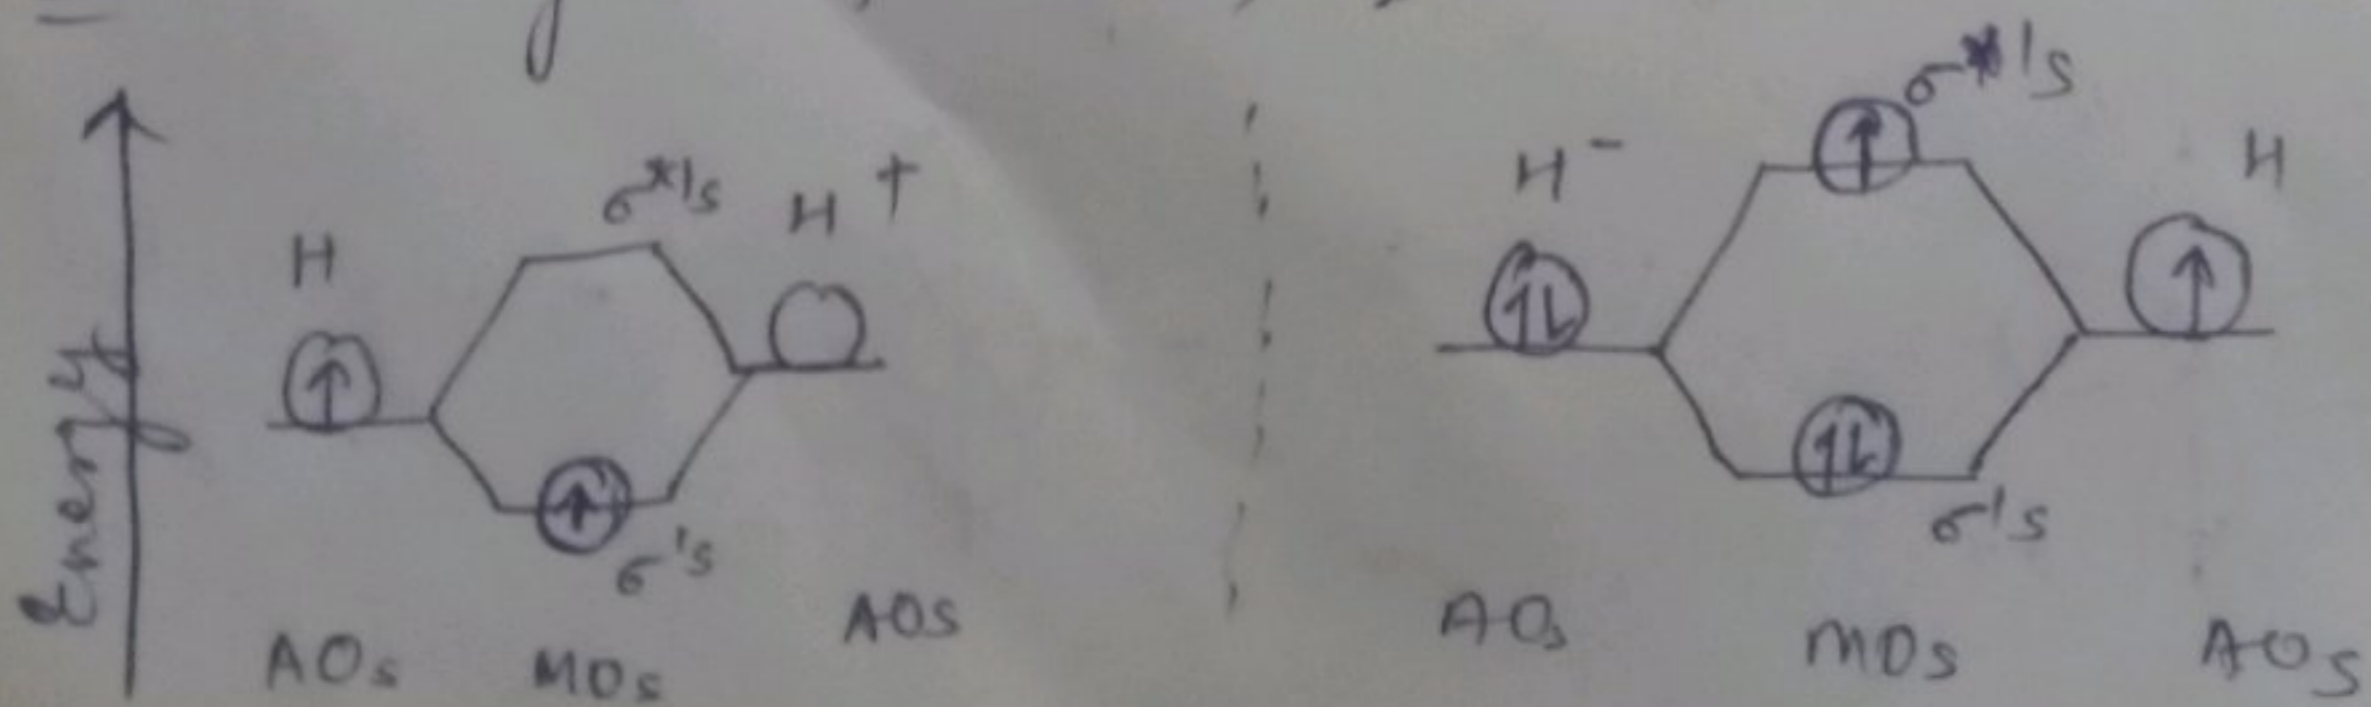 σ*1s
σ*1s H+ H- H
H
Energy
σ1s σ1s
AOs MOs AOs AOs MOs AOs